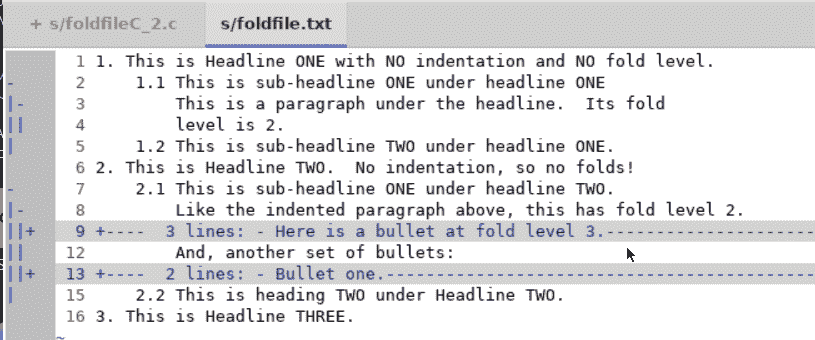 + s/foldfileC_2.c s/foldfile.txt
1 1. This is Headline ONE with NO indentation and NO fold level.
- 2 1.1 This is sub-headline ONE under headline ONE
|- 3 This is a paragraph under the headline.  Its fold
|| 4 level is 2.
| 5 1.2 This is sub-headline TWO under headline ONE.
6 2. This is Headline TWO.  No indentation, so no folds!
- 7 2.1 This is sub-headline ONE under headline TWO.
|- 8 Like the indented paragraph above, this has fold level 2.
||+ 9 +----  3 lines: - Here is a bullet at fold level 3.---------------------
|| 12 And, another set of bullets:
||+ 13 +----  2 lines: - Bullet one.-------------------------------------------
| 15 2.2 This is heading TWO under Headline TWO.
16 3. This is Headline THREE.
~